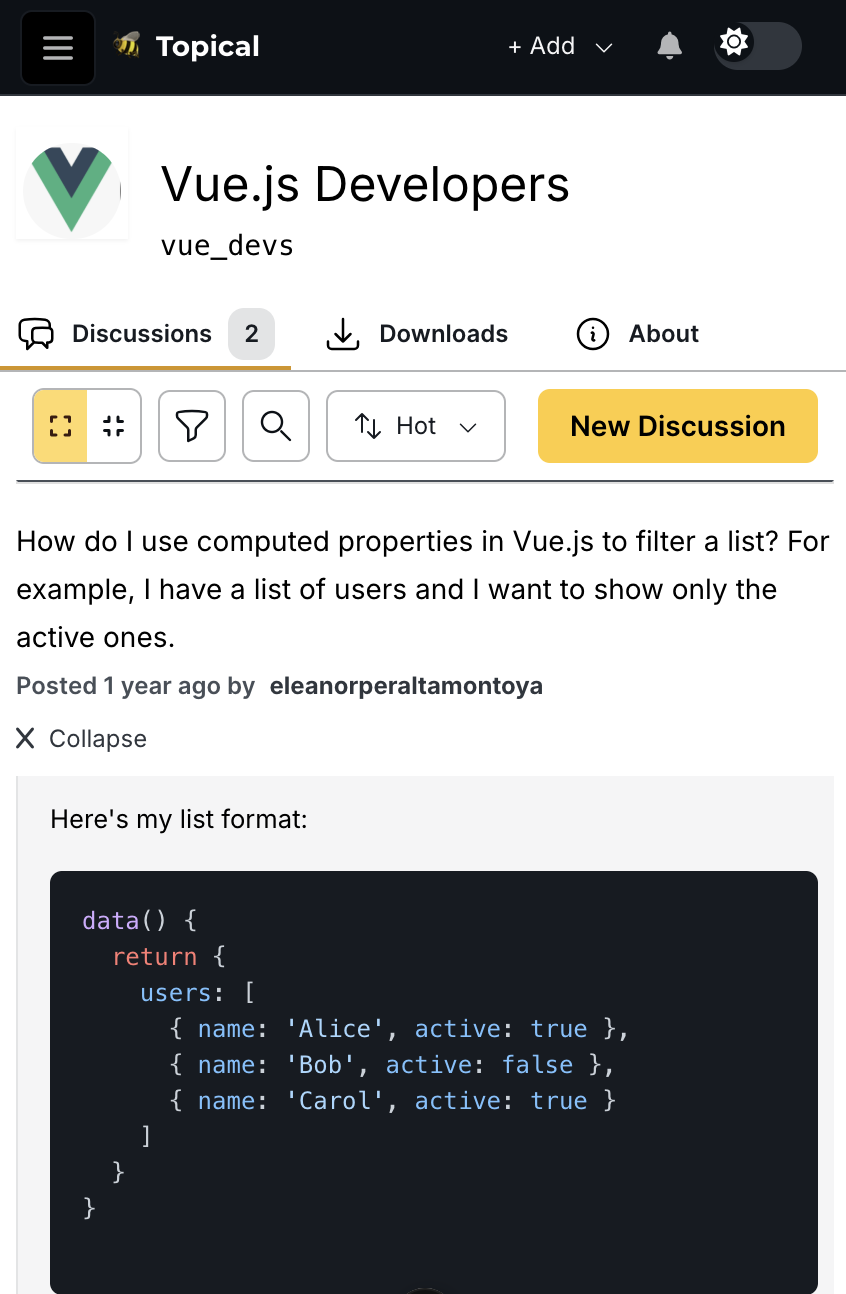 Topical
+ Add
Vue.js Developers
vue_devs
Discussions 2 Downloads About
Hot New Discussion
How do I use computed properties in Vue.js to filter a list? For
example, I have a list of users and I want to show only the
active ones.
Posted 1 year ago by eleanorperaltamontoya
Collapse
Here's my list format:
data() {
  return {
    users: [
      { name: 'Alice', active: true },
      { name: 'Bob', active: false },
      { name: 'Carol', active: true }
    ]
  }
}